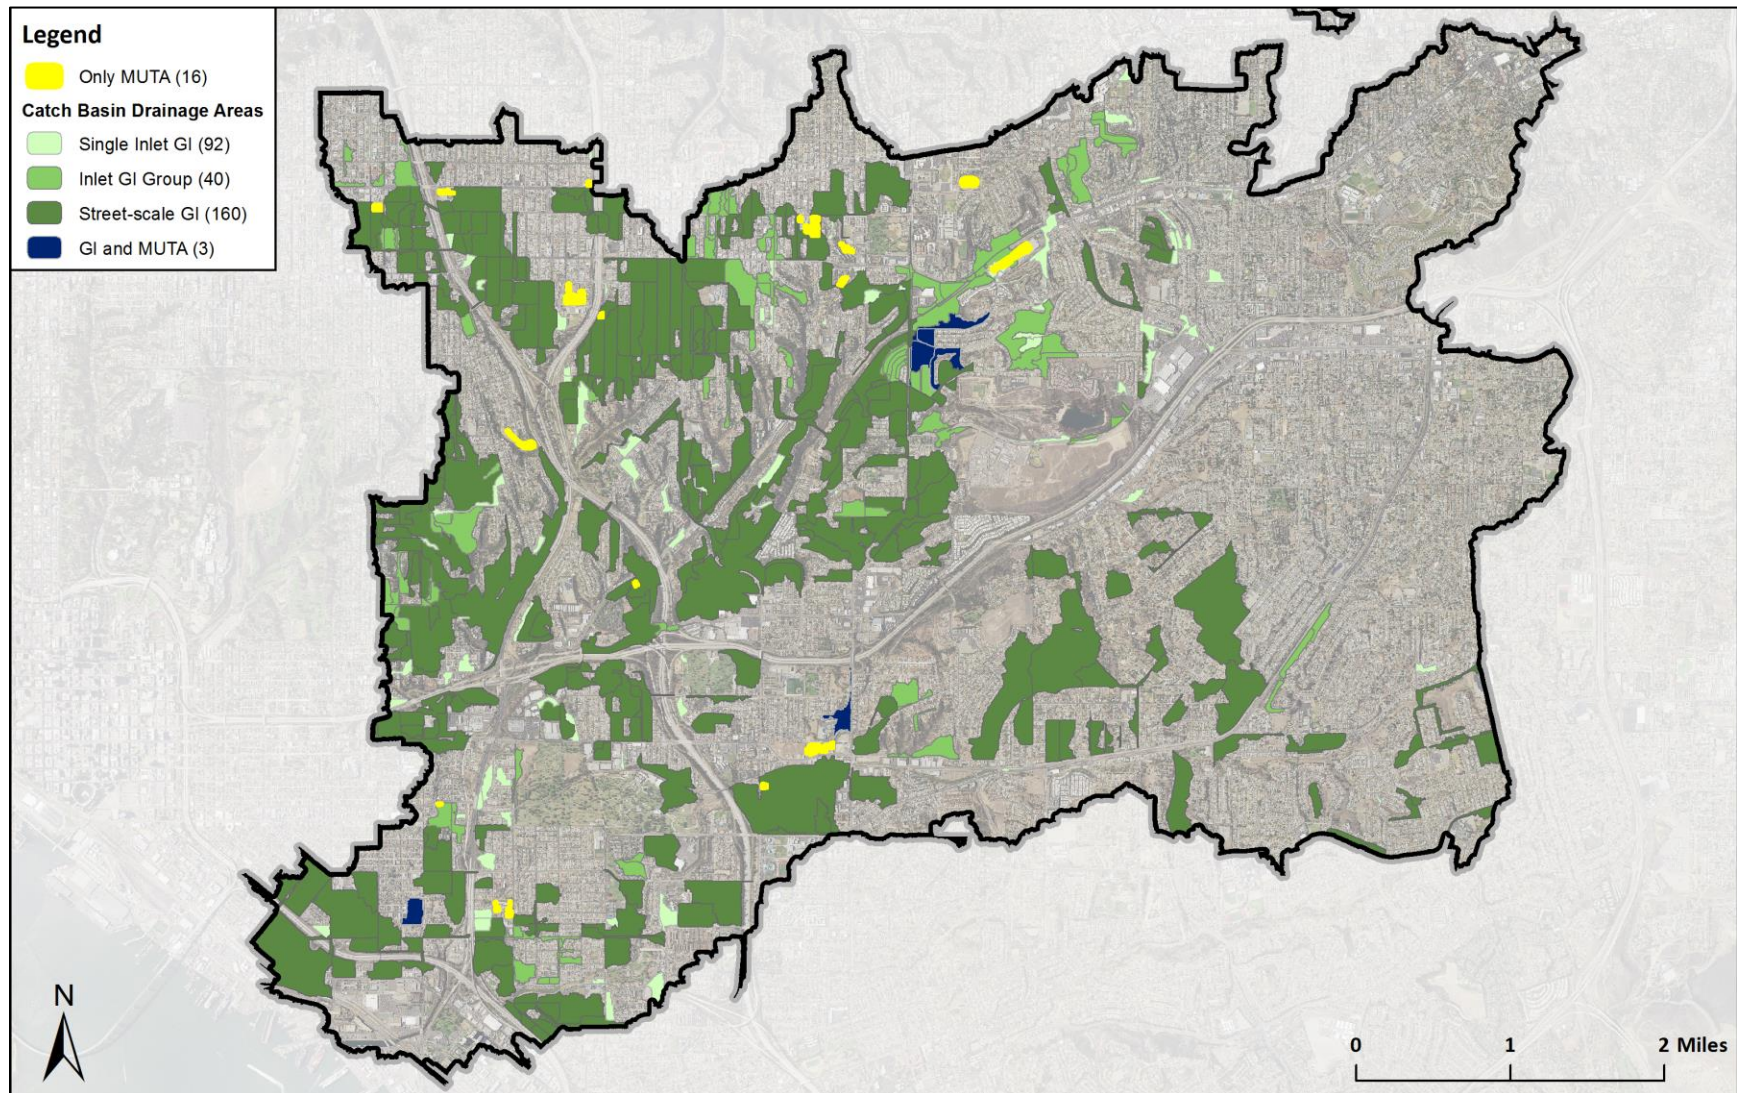 Legend
Only MUTA (16)
Catch Basin Drainage Areas
Single Inlet GI (92)
Inlet GI Group (40)
Street-scale GI (160)
GI and MUTA (3)
N
0 1 2 Miles